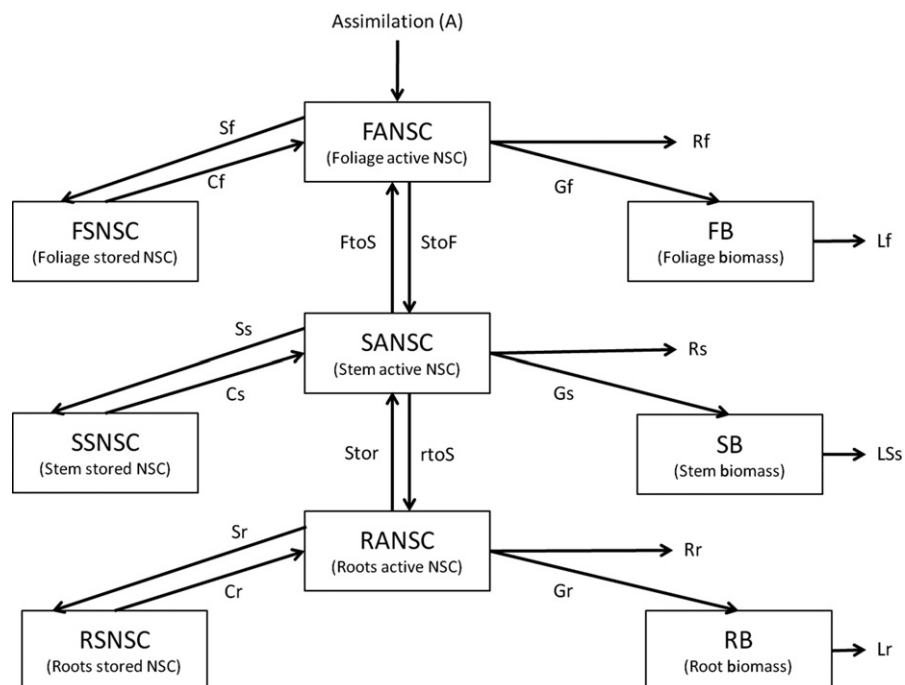 Assimilation (A)
Sf
FANSC
(Foliage active NSC)
Rf
Cf
Gf
FSNSC
(Foliage stored NSC)
FtoS
StoF
FB
(Foliage biomass)
Lf
Ss
SANSC
(Stem active NSC)
Rs
Cs
Gs
SSNSC
(Stem stored NSC)
Stor
rtoS
SB
(Stem biomass)
LSs
Sr
RANSC
(Roots active NSC)
Rr
Cr
Gr
RSNSC
(Roots stored NSC)
RB
(Root biomass)
Lr